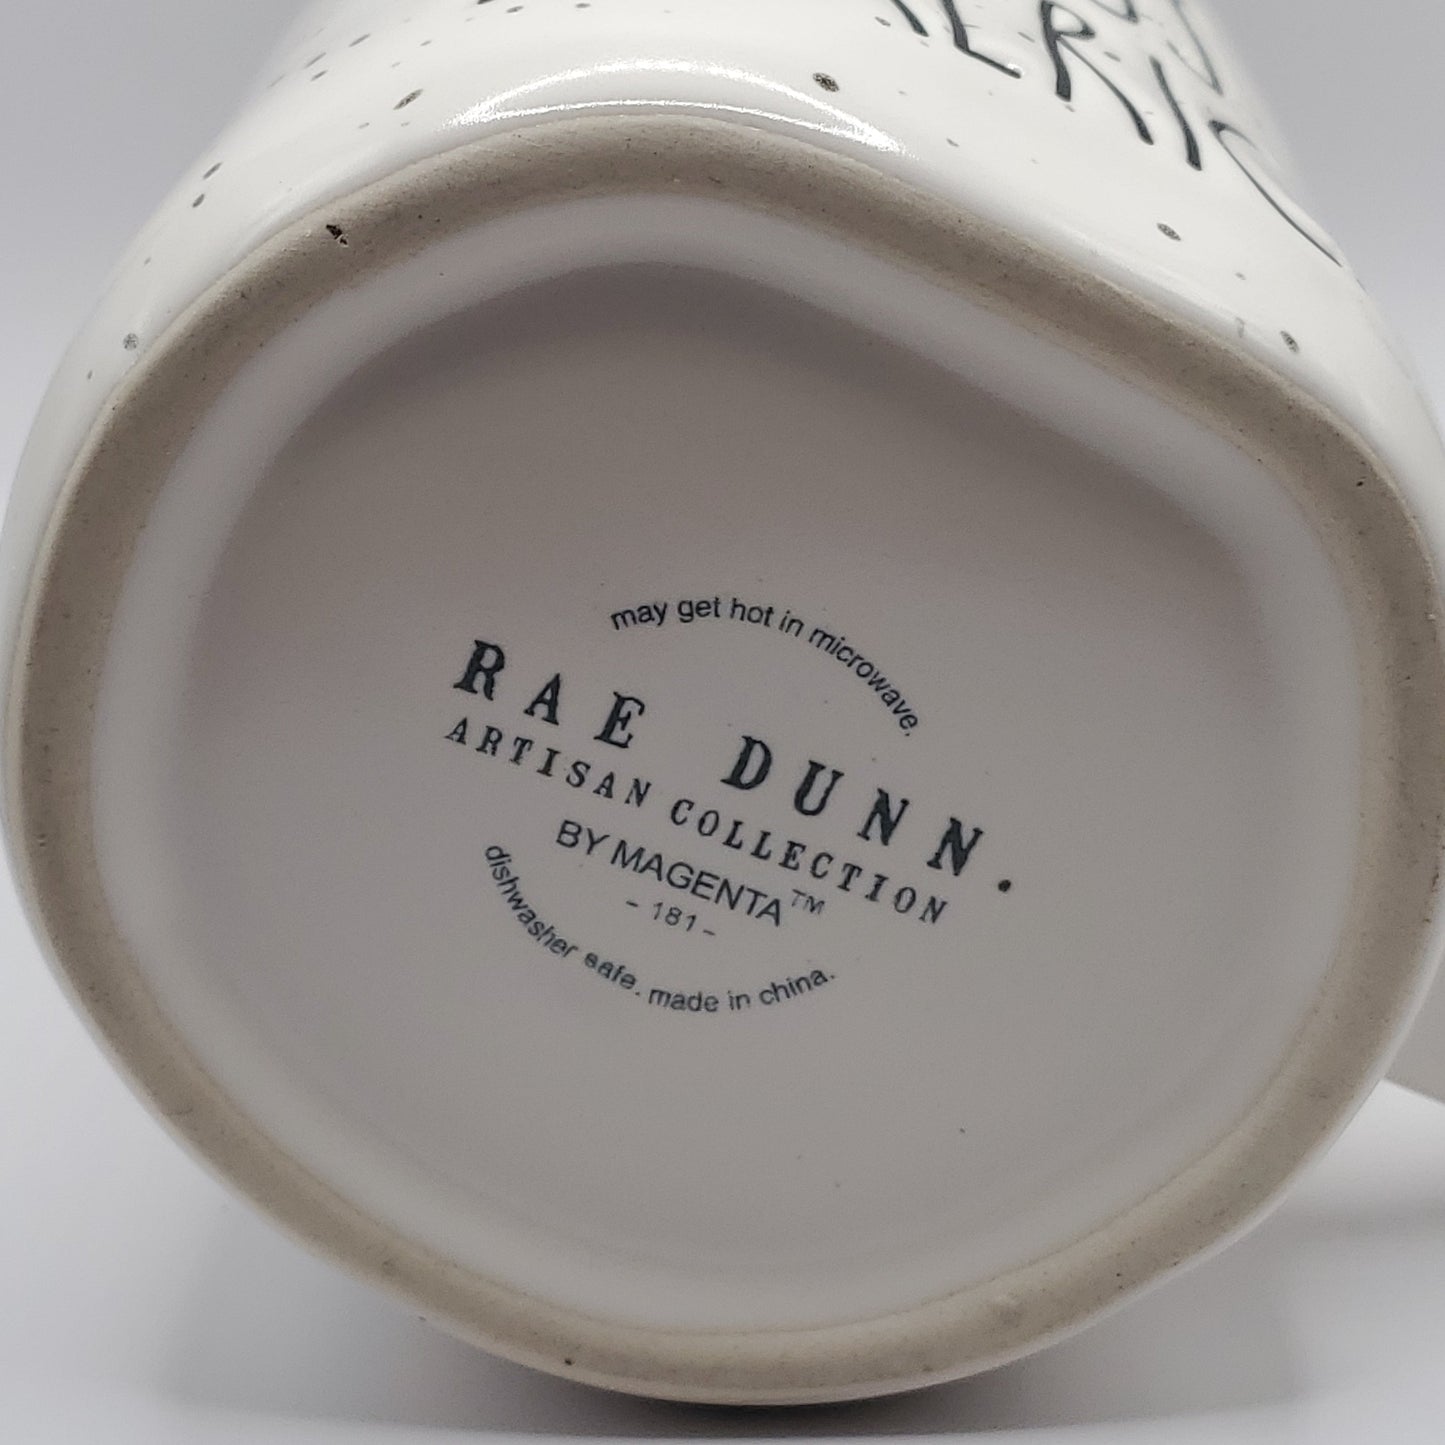 may get hot in microwave.
RAE DUNN.
ARTISAN COLLECTION
BY MAGENTA™
- 181 -
dishwasher safe. made in china.